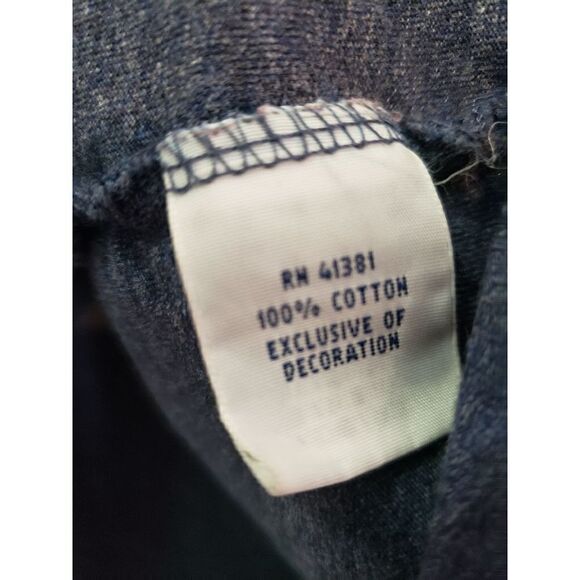 RN 41381
100% COTTON
EXCLUSIVE OF
DECORATION